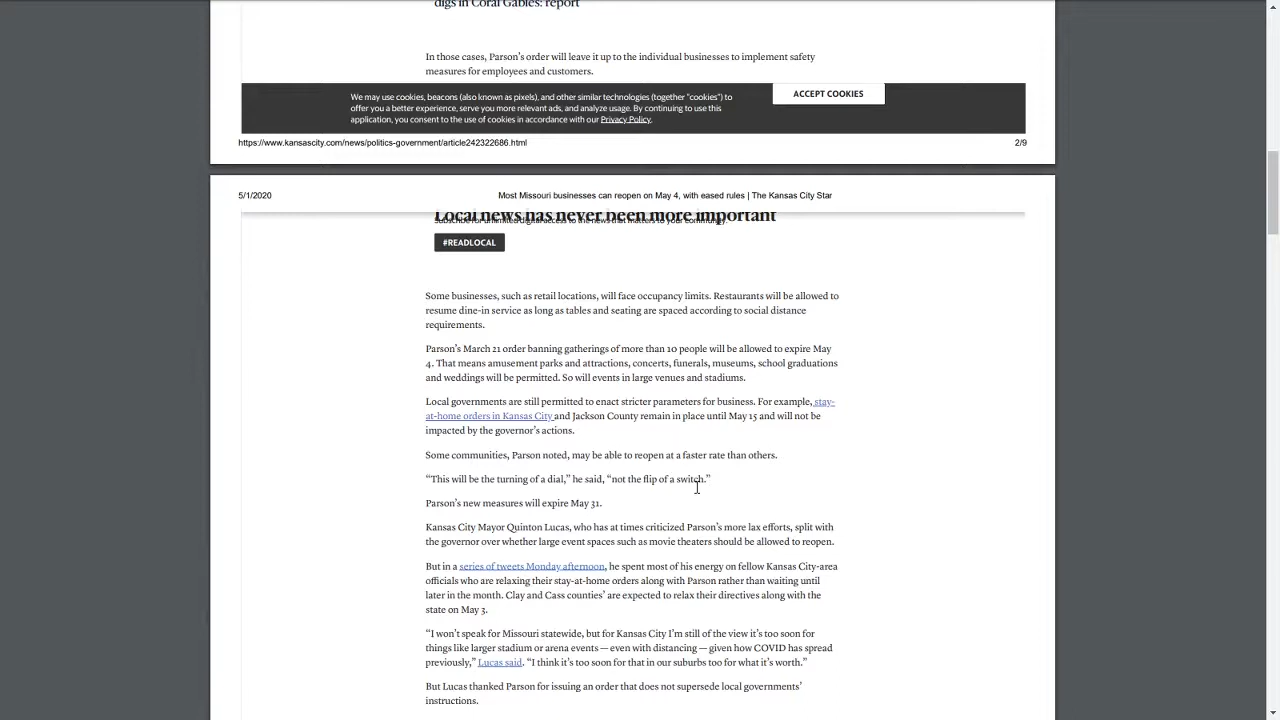 digs in Coral Gables: report
In those cases, Parson's order will leave it up to the individual businesses to implement safety
measures for employees and customers.
We may use cookies, beacons (also known as pixels), and other similar technologies (together "cookies") to
offer you a better experience, serve you more relevant ads, and analyze usage. By continuing to use this
application, you consent to the use of cookies in accordance with our Privacy Policy.
ACCEPT COOKIES
https://www.kansascity.com/news/politics-government/article242322686.html
2/9
5/1/2020
Most Missouri businesses can reopen on May 4, with eased rules | The Kansas City Star
Local news has never been more important
Subscribe for unlimited digital access to the news that matters to your community.
#READLOCAL
Some businesses, such as retail locations, will face occupancy limits. Restaurants will be allowed to
resume dine-in service as long as tables and seating are spaced according to social distance
requirements.
Parson's March 21 order banning gatherings of more than 10 people will be allowed to expire May
4. That means amusement parks and attractions, concerts, funerals, museums, school graduations
and weddings will be permitted. So will events in large venues and stadiums.
Local governments are still permitted to enact stricter parameters for business. For example, stay-
at-home orders in Kansas City and Jackson County remain in place until May 15 and will not be
impacted by the governor's actions.
Some communities, Parson noted, may be able to reopen at a faster rate than others.
“This will be the turning of a dial,” he said, “not the flip of a switch.”
Parson's new measures will expire May 31.
Kansas City Mayor Quinton Lucas, who has at times criticized Parson's more lax efforts, split with
the governor over whether large event spaces such as movie theaters should be allowed to reopen.
But in a series of tweets Monday afternoon, he spent most of his energy on fellow Kansas City-area
officials who are relaxing their stay-at-home orders along with Parson rather than waiting until
later in the month. Clay and Cass counties' are expected to relax their directives along with the
state on May 3.
“I won't speak for Missouri statewide, but for Kansas City I'm still of the view it's too soon for
things like larger stadium or arena events — even with distancing — given how COVID has spread
previously,” Lucas said. “I think it's too soon for that in our suburbs too for what it's worth.”
But Lucas thanked Parson for issuing an order that does not supersede local governments'
instructions.